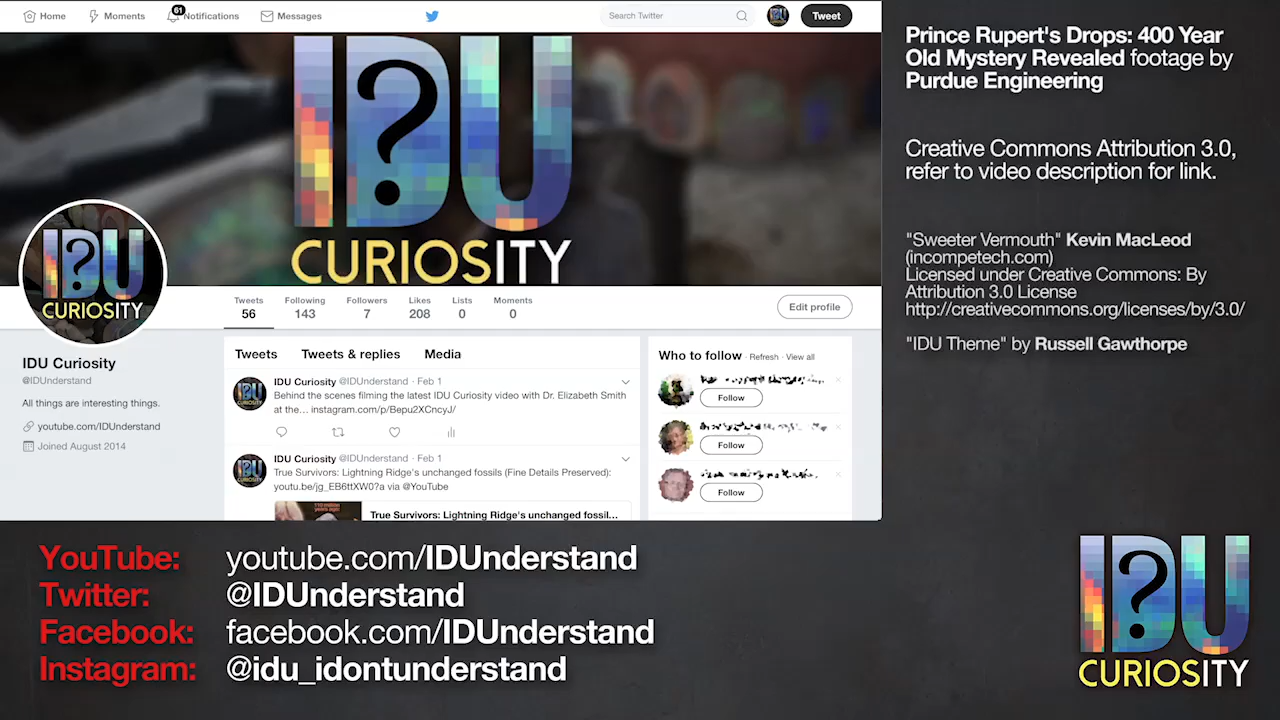 Home
Moments
61
Notifications
Messages
Search Twitter
Tweet
IDU
?
CURIOSITY
IDU
?
CURIOSITY
Tweets
56
Following
143
Followers
7
Likes
208
Lists
0
Moments
0
Edit profile
IDU Curiosity
@IDUnderstand
All things are interesting things.
youtube.com/IDUnderstand
Joined August 2014
Tweets
Tweets & replies
Media
IDU Curiosity @IDUnderstand · Feb 1
Behind the scenes filming the latest IDU Curiosity video with Dr. Elizabeth Smith
at the… instagram.com/p/Bepu2XCncyJ/
IDU Curiosity @IDUnderstand · Feb 1
True Survivors: Lightning Ridge's unchanged fossils (Fine Details Preserved):
youtu.be/jg_EB6ttXW0?a via @YouTube
True Survivors: Lightning Ridge's unchanged fossil...
Who to follow · Refresh · View all
Follow
Follow
Follow
Prince Rupert's Drops: 400 Year
Old Mystery Revealed footage by
Purdue Engineering
Creative Commons Attribution 3.0,
refer to video description for link.
"Sweeter Vermouth" Kevin MacLeod
(incompetech.com)
Licensed under Creative Commons: By
Attribution 3.0 License
http://creativecommons.org/licenses/by/3.0/
"IDU Theme" by Russell Gawthorpe
YouTube: youtube.com/IDUnderstand
Twitter: @IDUnderstand
Facebook: facebook.com/IDUnderstand
Instagram: @idu_idontunderstand
IDU
?
CURIOSITY